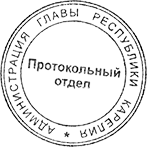 АДМИНИСТРАЦИЯ ГЛАВЫ РЕСПУБЛИКИ КАРЕЛИЯ *
Протокольный
отдел